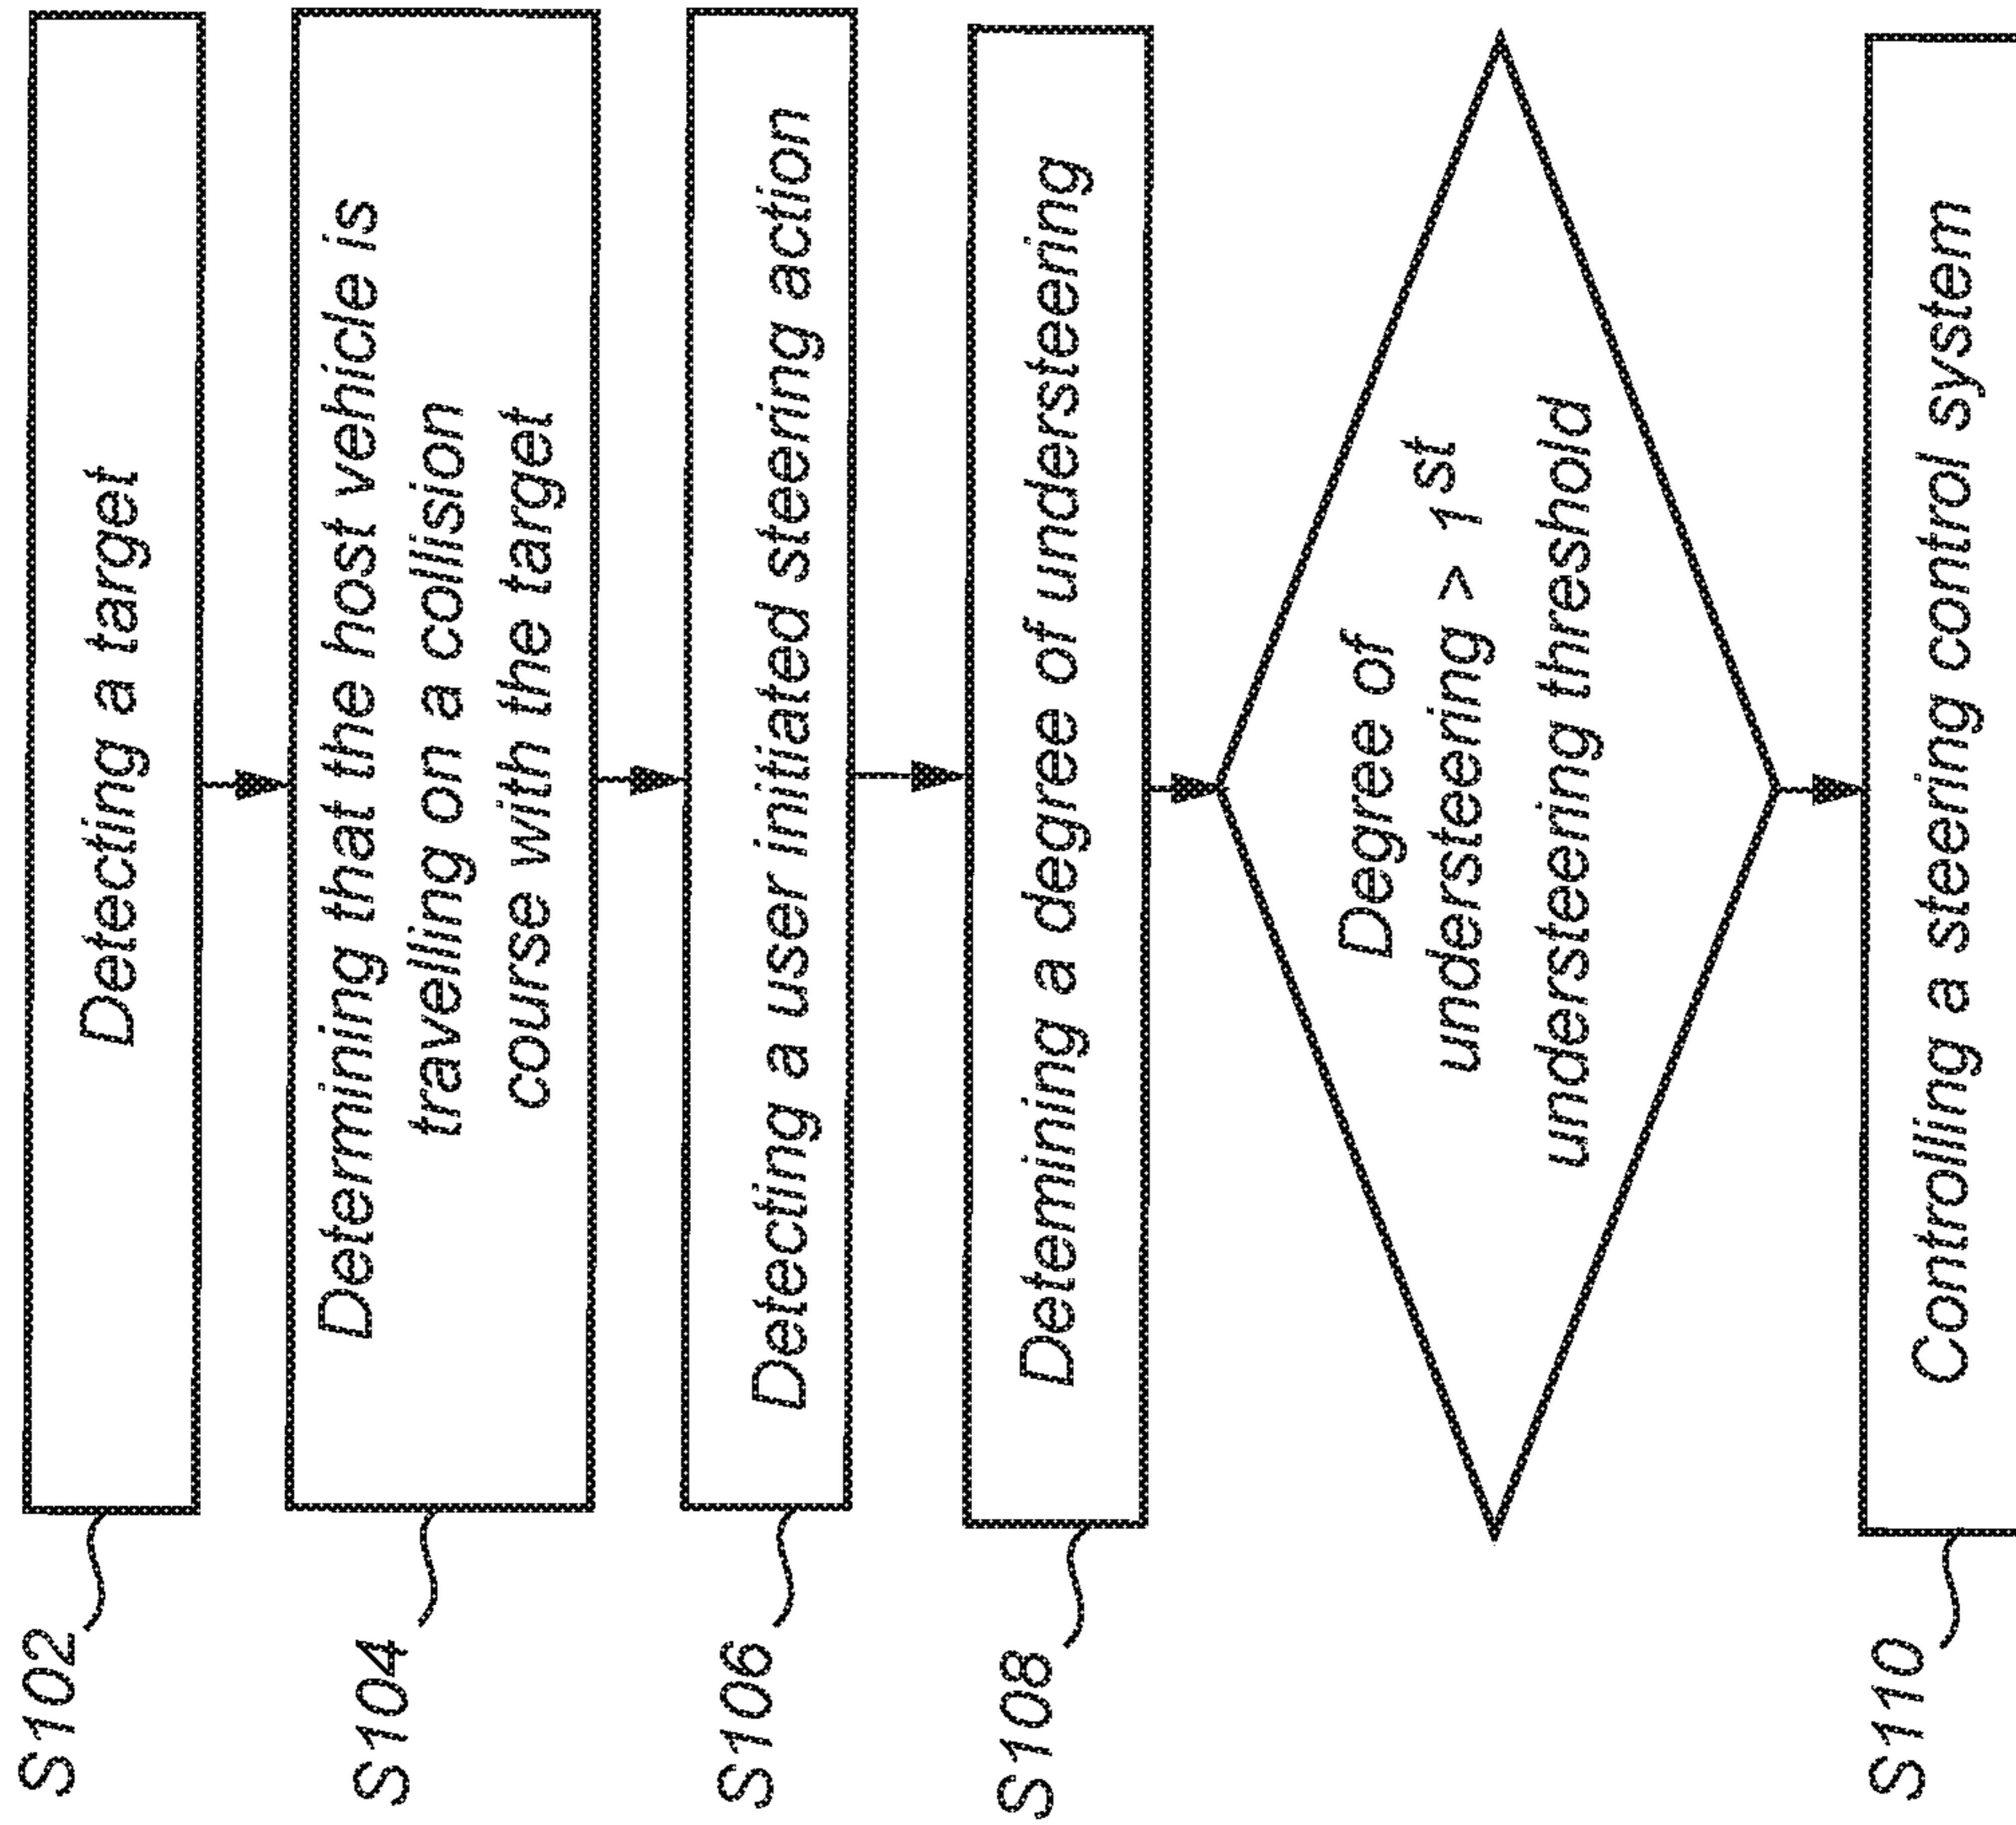 S102
Detecting a target
S104
Determining that the host vehicle is
travelling on a collision
course with the target
S106
Detecting a user initiated steering action
S108
Detemining a degree of understeering
Degree of
understeering > 1st
understeering threshold
S110
Controlling a steering control system